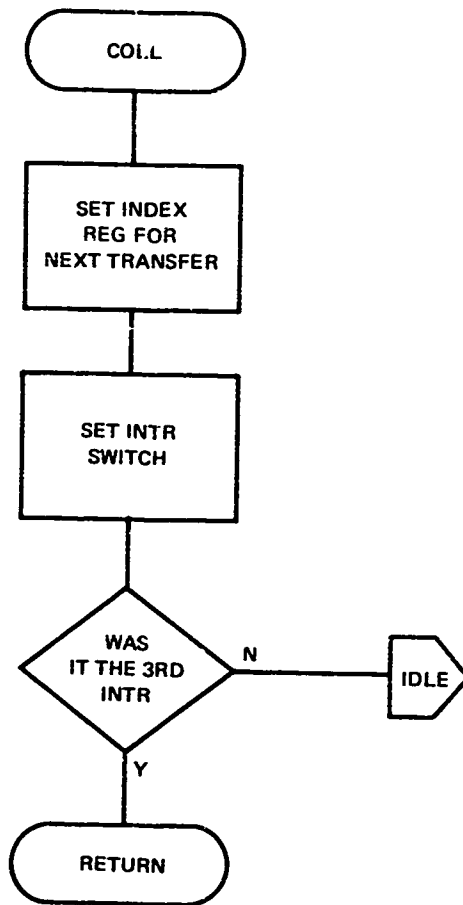 COLL
SET INDEX
REG FOR
NEXT TRANSFER
SET INTR
SWITCH
WAS
IT THE 3RD
INTR
N
IDLE
Y
RETURN